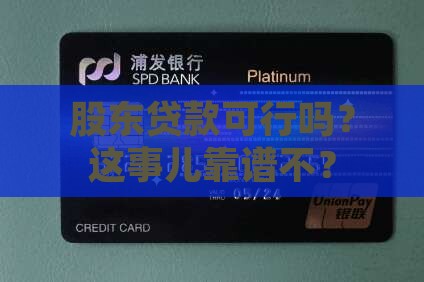 浦发银行
SPD BANK
Platinum
股东贷款可行吗?
这事儿靠谱不?
05/24
CREDIT CARD
UnionPay
银联